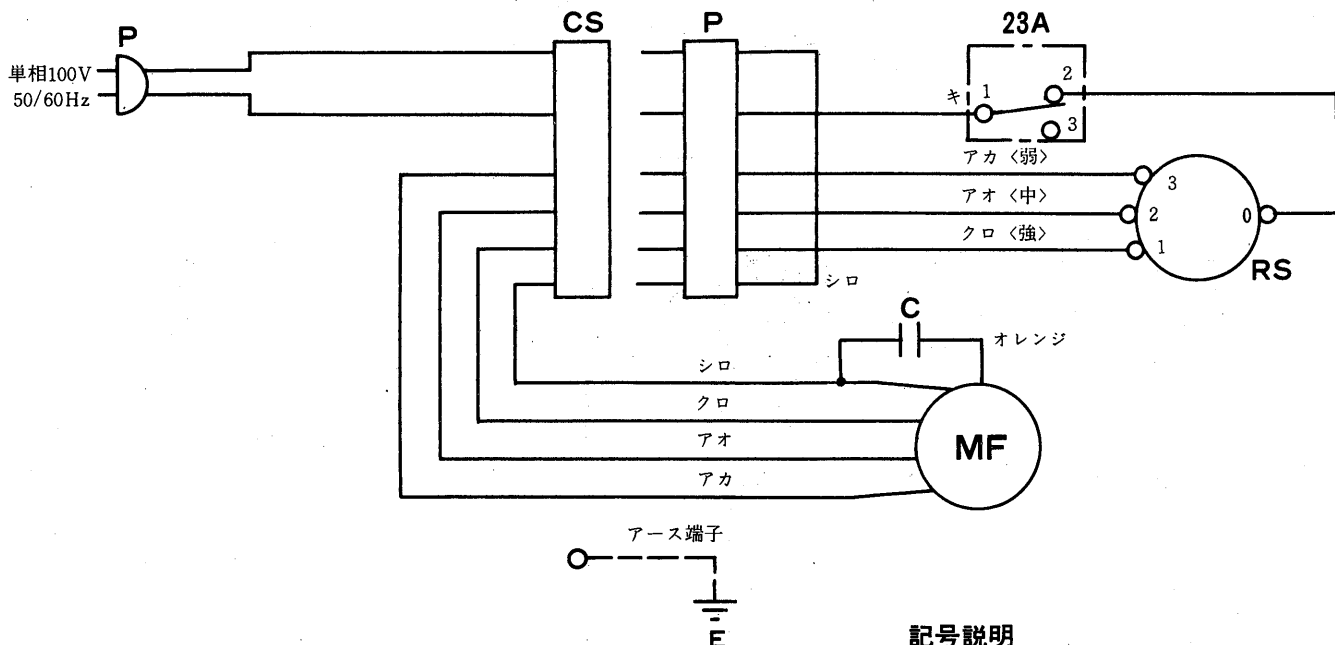 P
単相100V
50/60Hz
CS
P
23A
キ
1
2
3
アカ〈弱〉
アオ〈中〉
クロ〈強〉
3
2
1
0
RS
シロ
C
オレンジ
シロ
クロ
アオ
アカ
MF
アース端子
E
記号説明